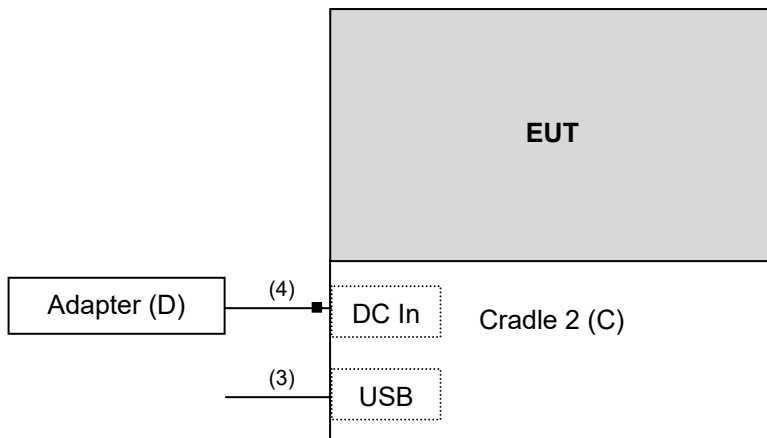 EUT
(4)
Adapter (D)
DC In
Cradle 2 (C)
(3)
USB